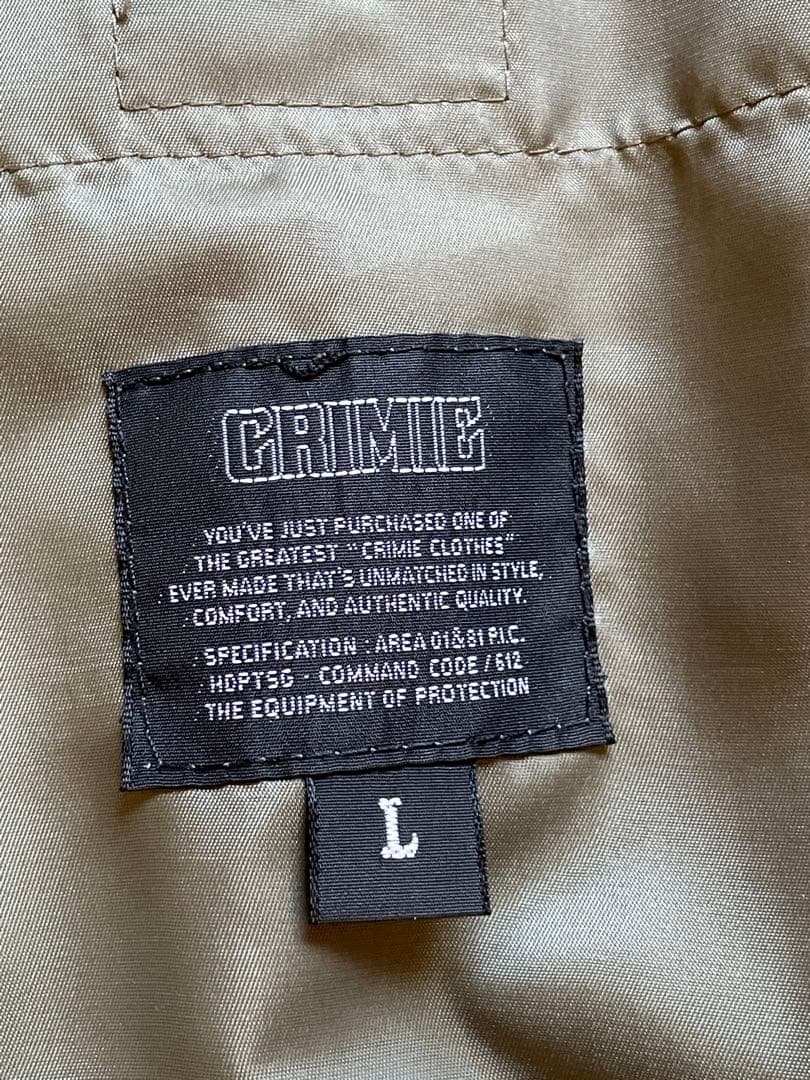 CRIMIE
YOU'VE JUST PURCHASED ONE OF
THE GREATEST "CRIMIE CLOTHES"
EVER MADE THAT'S UNMATCHED IN STYLE,
COMFORT, AND AUTHENTIC QUALITY.
SPECIFICATION : AREA 01&81 P.I.C.
HDPTSG - COMMAND CODE / 612
THE EQUIPMENT OF PROTECTION
L